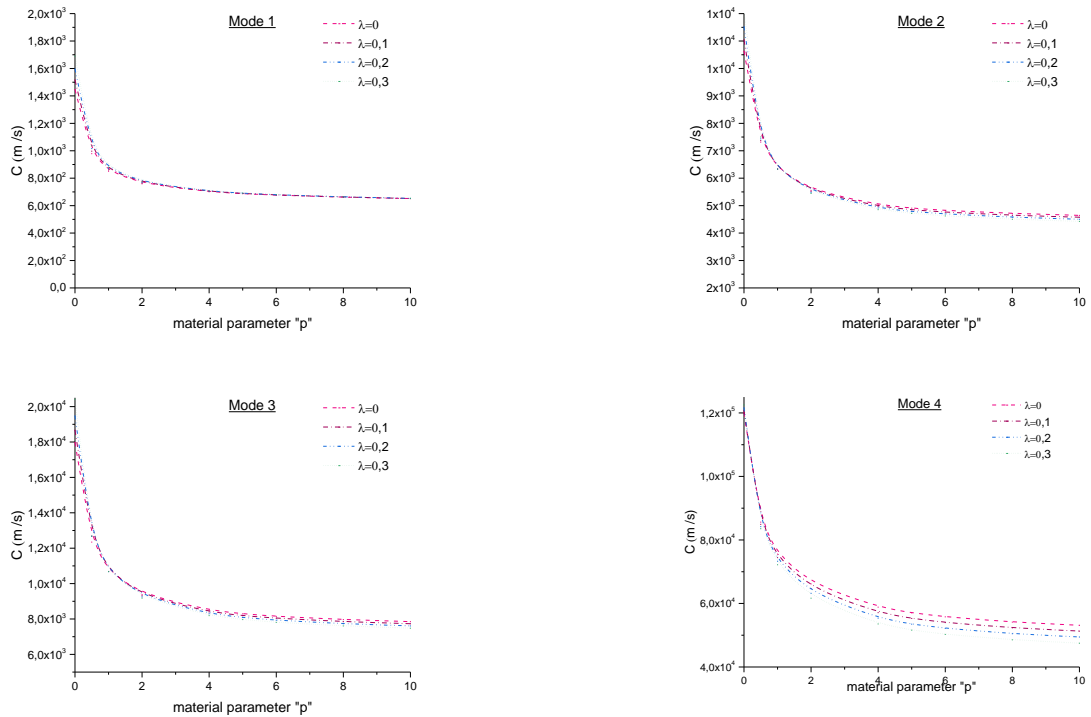 Mode 1
λ=0
λ=0,1
λ=0,2
λ=0,3
2,0x10³
1,8x10³
1,6x10³
1,4x10³
1,2x10³
1,0x10³
8,0x10²
6,0x10²
4,0x10²
2,0x10²
0,0
C (m /s)
0 2 4 6 8 10
material parameter "p"
Mode 2
λ=0
λ=0,1
λ=0,2
λ=0,3
1x10⁴
1x10⁴
9x10³
8x10³
8x10³
7x10³
6x10³
5x10³
4x10³
3x10³
2x10³
C (m /s)
0 2 4 6 8 10
material parameter "p"
Mode 3
λ=0
λ=0,1
λ=0,2
λ=0,3
2,0x10⁴
1,8x10⁴
1,6x10⁴
1,4x10⁴
1,2x10⁴
1,0x10⁴
8,0x10³
6,0x10³
C (m /s)
0 2 4 6 8 10
material parameter "p"
Mode 4
λ=0
λ=0,1
λ=0,2
λ=0,3
1,2x10⁵
1,0x10⁵
8,0x10⁴
6,0x10⁴
4,0x10⁴
C (m /s)
0 2 4 6 8 10
material parameter "p"